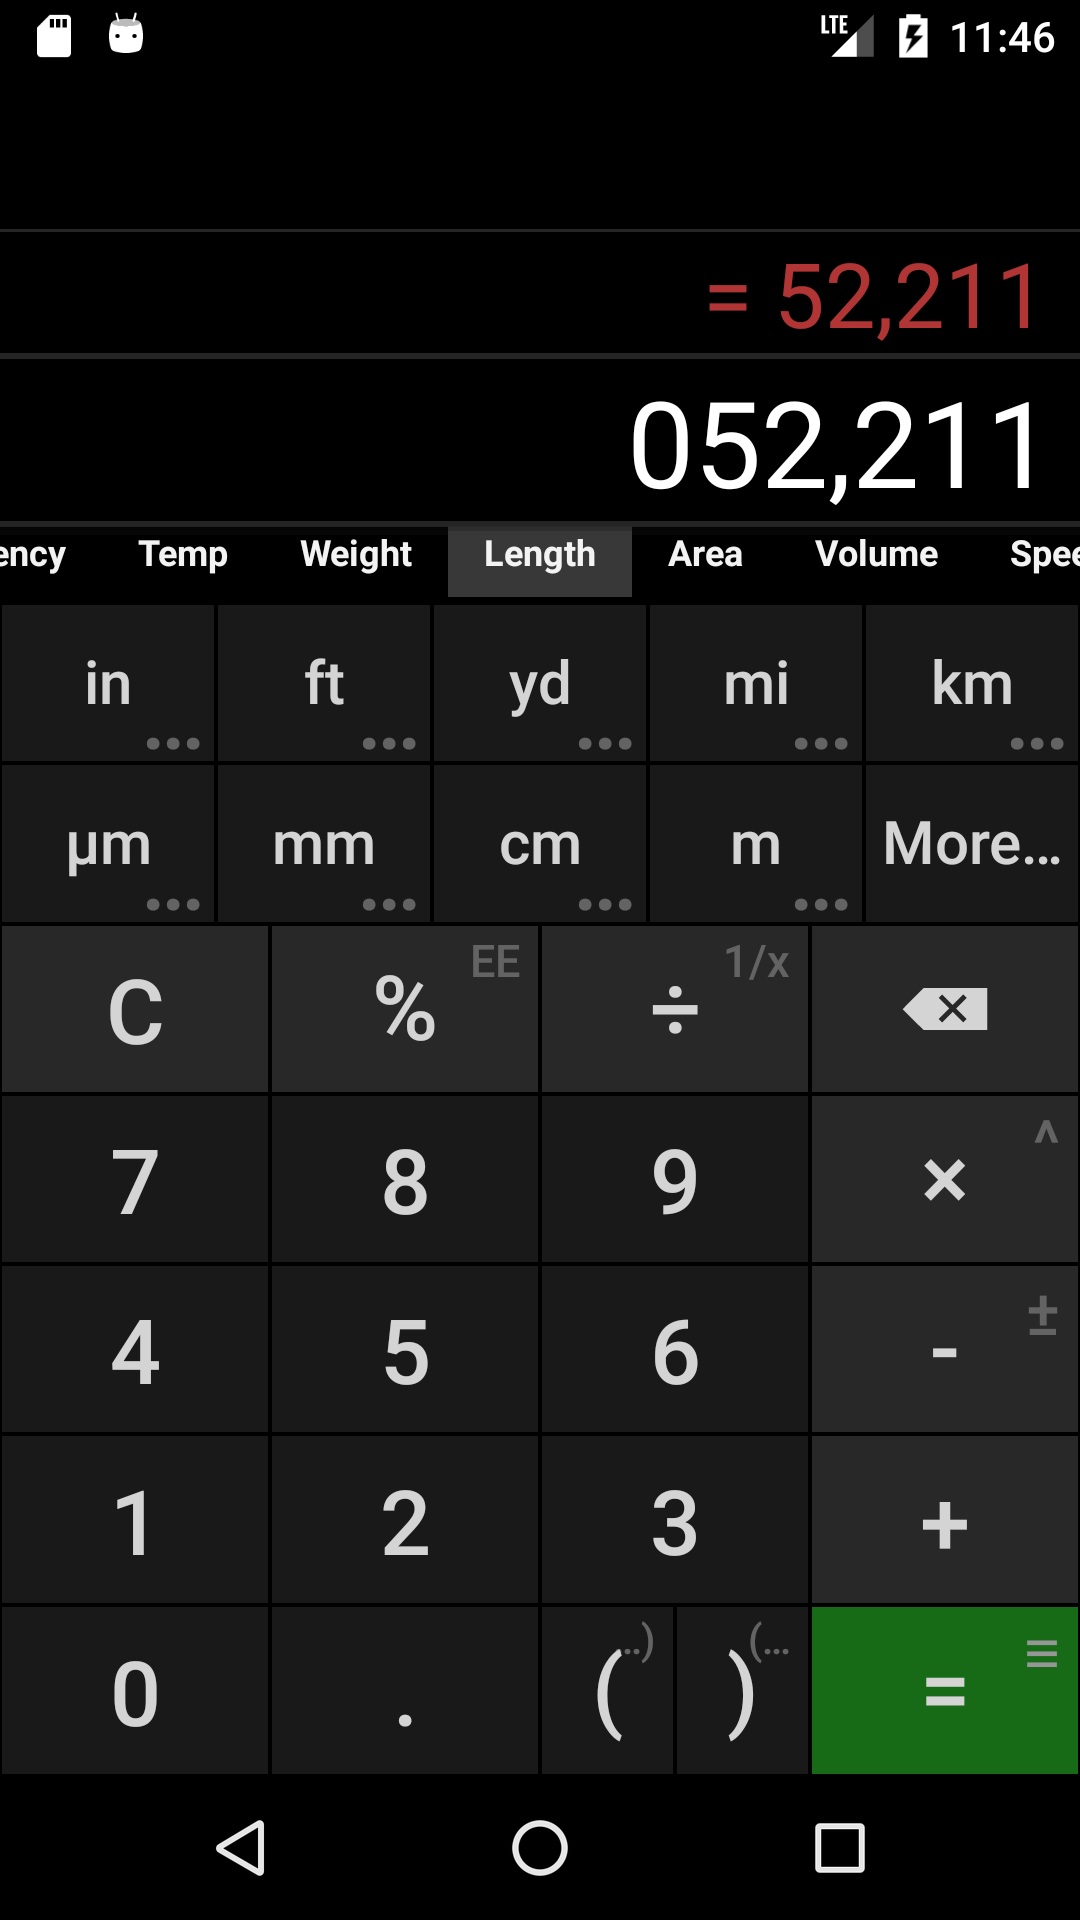 LTE 11:46
= 52,211
052,211
ency Temp Weight Length Area Volume Spee
in ft yd mi km
µm mm cm m More...
C % EE ÷ 1/x
7 8 9 × ^
4 5 6 - ±
1 2 3 +
0 . ( ..) ) (... =